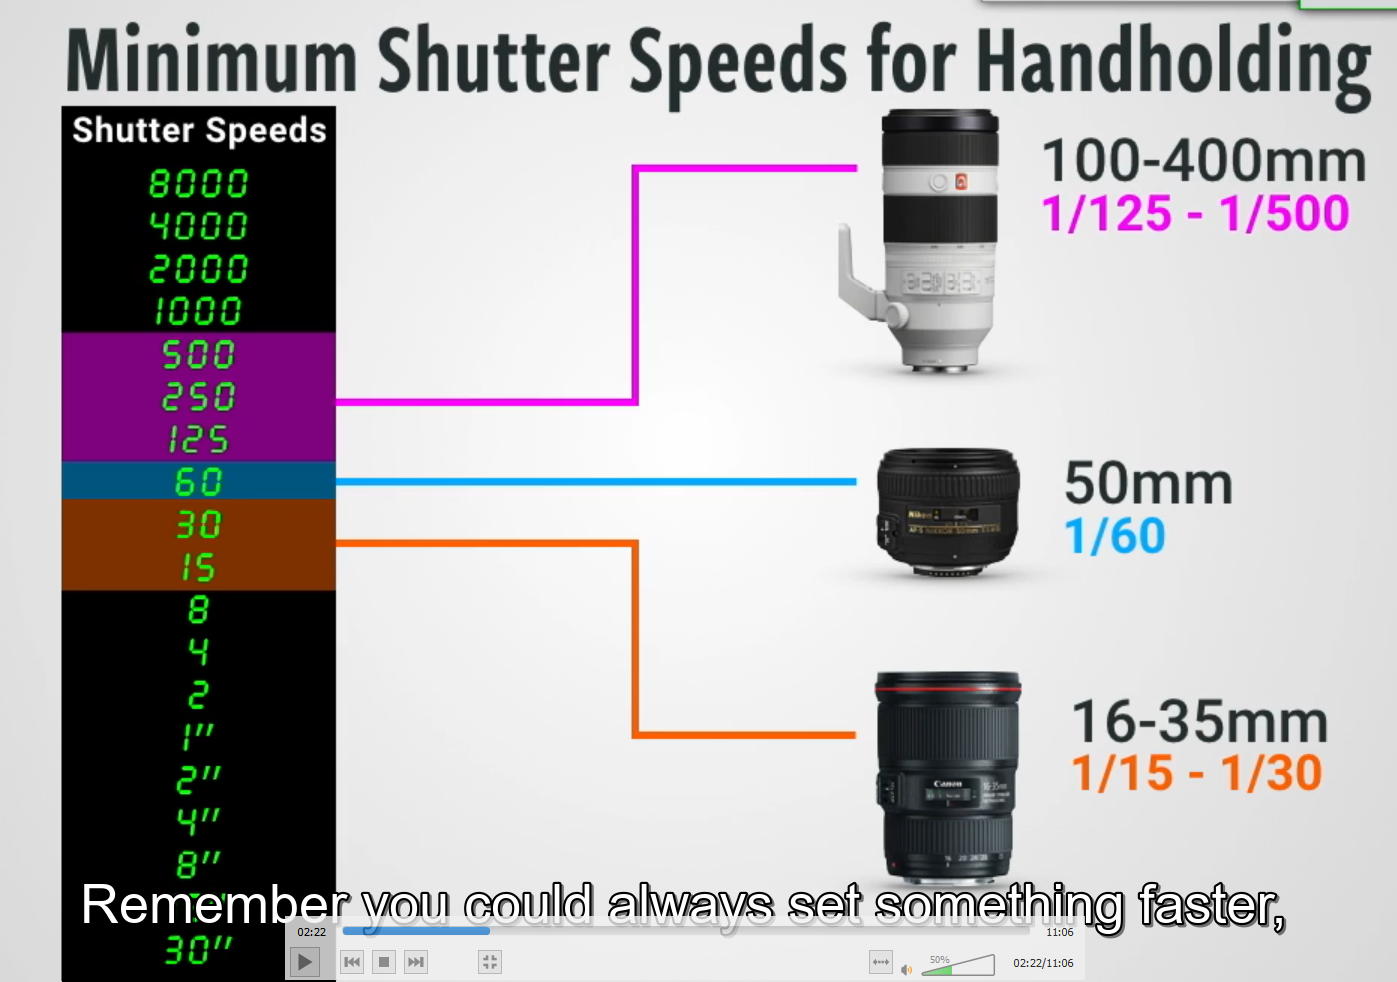 Minimum Shutter Speeds for Handholding
Shutter Speeds
8000
4000
2000
1000
500
250
125
60
30
15
8
4
2
1"
2"
4"
8"
30"
100-400mm
1/125 - 1/500
50mm
1/60
16-35mm
1/15 - 1/30
Nikon
Canon
Remember you could always set something faster,
02:22
11:06
50%
02:22/11:06